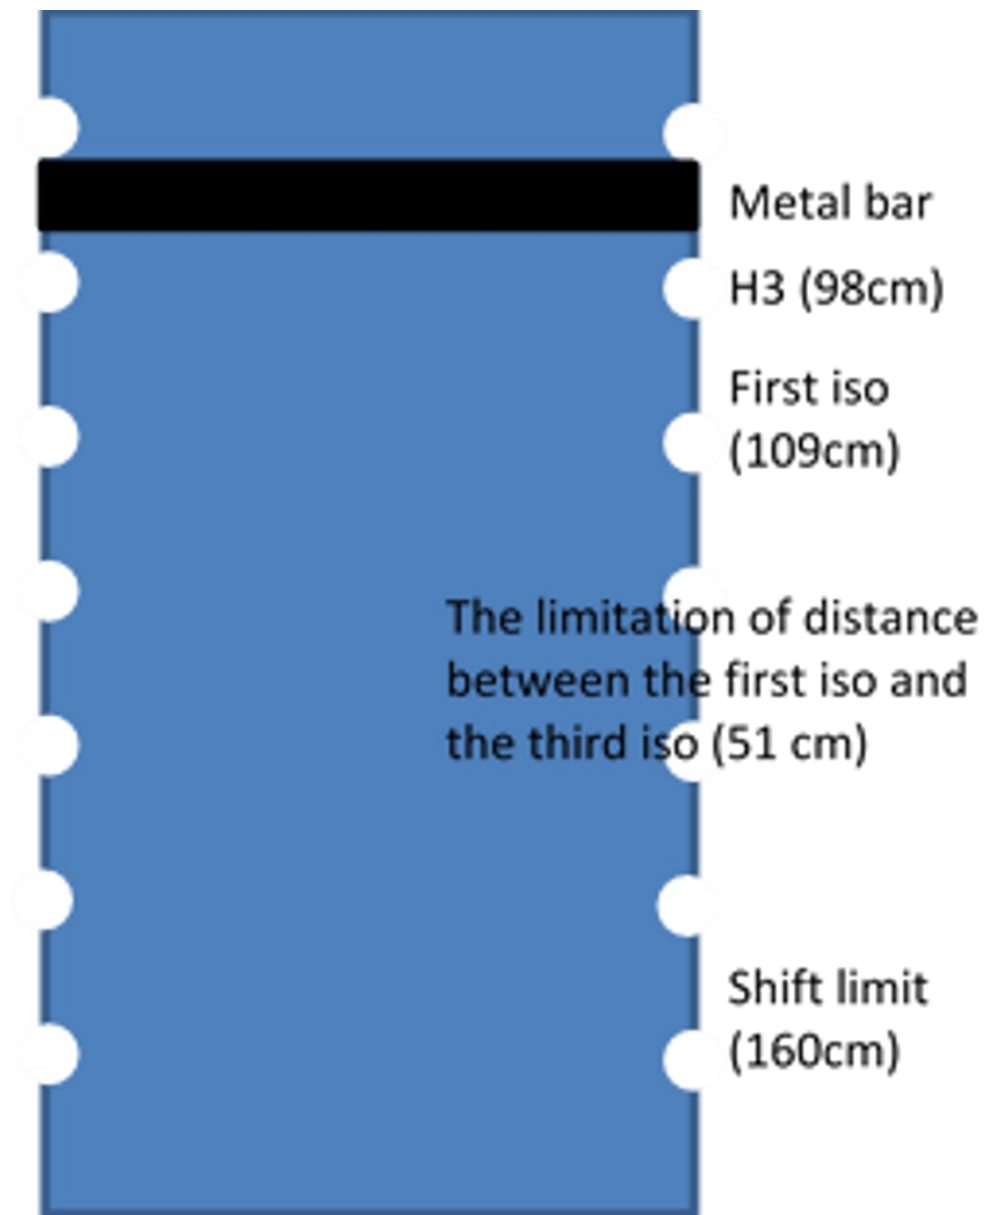 Metal bar
H3 (98cm)
First iso
(109cm)
The limitation of distance
between the first iso and
the third iso (51 cm)
Shift limit
(160cm)